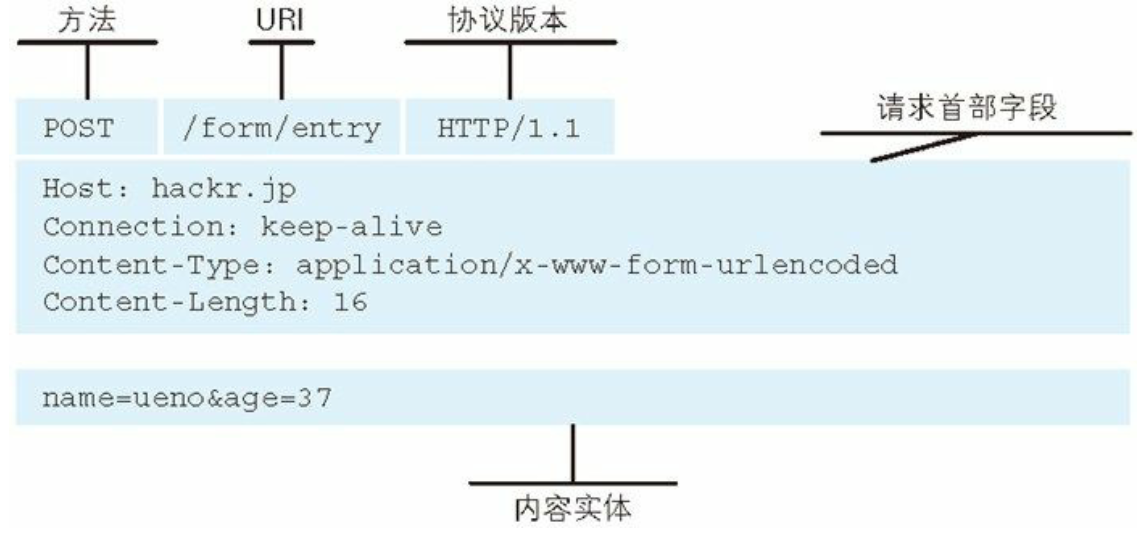 方法 URI 协议版本
请求首部字段
POST /form/entry HTTP/1.1
Host: hackr.jp
Connection: keep-alive
Content-Type: application/x-www-form-urlencoded
Content-Length: 16
name=ueno&age=37
内容实体